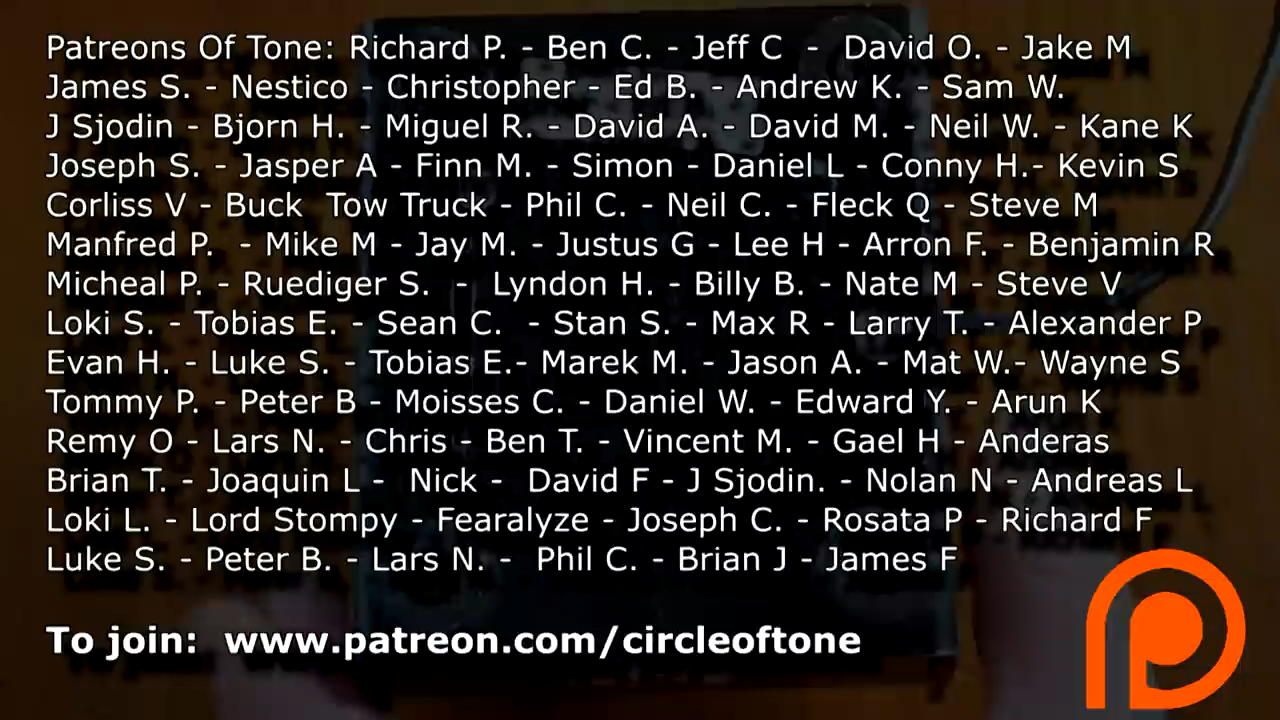 Patreons Of Tone: Richard P. - Ben C. - Jeff C - David O. - Jake M
James S. - Nestico - Christopher - Ed B. - Andrew K. - Sam W.
J Sjodin - Bjorn H. - Miguel R. - David A. - David M. - Neil W. - Kane K
Joseph S. - Jasper A - Finn M. - Simon - Daniel L - Conny H.- Kevin S
Corliss V - Buck Tow Truck - Phil C. - Neil C. - Fleck Q - Steve M
Manfred P. - Mike M - Jay M. - Justus G - Lee H - Arron F. - Benjamin R
Micheal P. - Ruediger S. - Lyndon H. - Billy B. - Nate M - Steve V
Loki S. - Tobias E. - Sean C. - Stan S. - Max R - Larry T. - Alexander P
Evan H. - Luke S. - Tobias E.- Marek M. - Jason A. - Mat W.- Wayne S
Tommy P. - Peter B - Moisses C. - Daniel W. - Edward Y. - Arun K
Remy O - Lars N. - Chris - Ben T. - Vincent M. - Gael H - Anderas
Brian T. - Joaquin L - Nick - David F - J Sjodin. - Nolan N - Andreas L
Loki L. - Lord Stompy - Fearalyze - Joseph C. - Rosata P - Richard F
Luke S. - Peter B. - Lars N. - Phil C. - Brian J - James F
To join: www.patreon.com/circleoftone